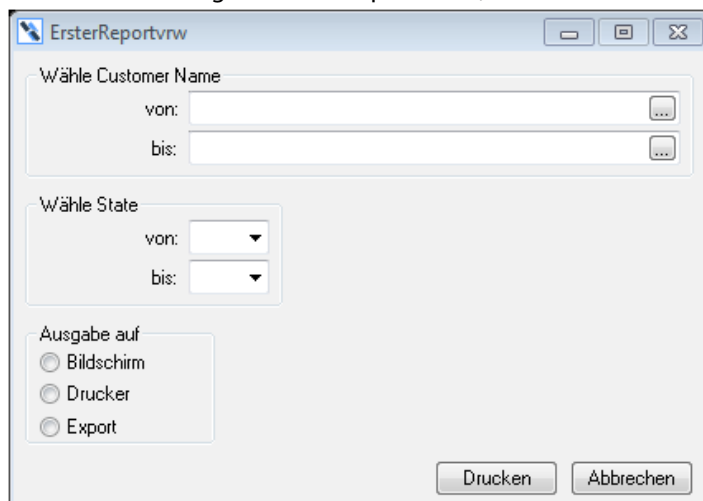 ErsterReportvrw
Wähle Customer Name
von:
...
bis:
...
Wähle State
von:
bis:
Ausgabe auf
Bildschirm
Drucker
Export
Drucken Abbrechen